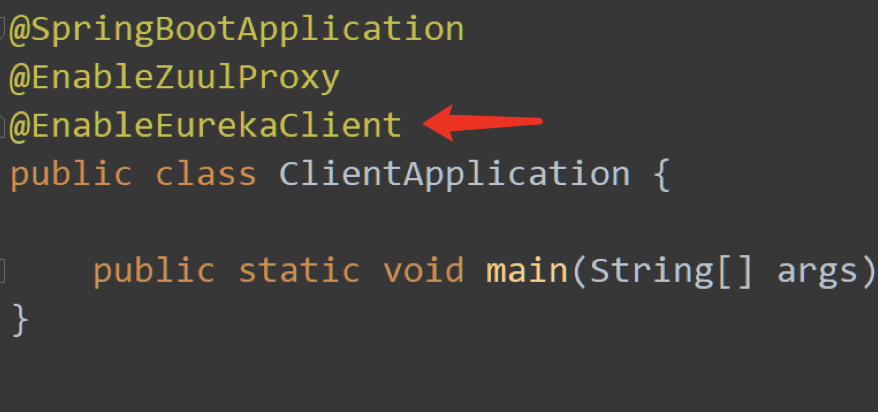 @SpringBootApplication
@EnableZuulProxy
@EnableEurekaClient
public class ClientApplication {
public static void main(String[] args)
}